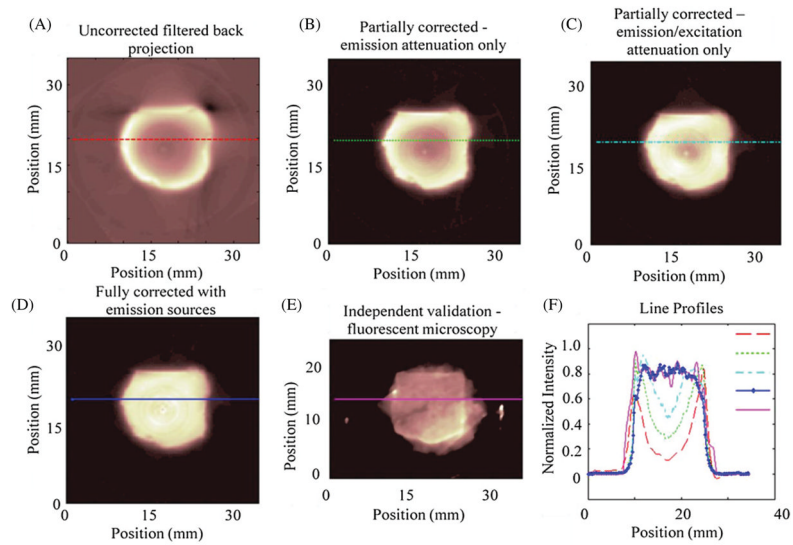 (A)
Uncorrected filtered back
projection
30
15
0
Position (mm)
0
15
30
Position (mm)
(B)
Partially corrected -
emission attenuation only
30
15
0
Position (mm)
0
15
30
Position (mm)
(C)
Partially corrected –
emission/excitation
attenuation only
30
15
0
Position (mm)
0
15
30
Position (mm)
(D)
Fully corrected with
emission sources
30
15
0
Position (mm)
0
15
30
Position (mm)
(E)
Independent validation -
fluorescent microscopy
20
10
0
Position (mm)
0
15
30
Position (mm)
(F)
Line Profiles
1.0
0.8
0.6
0.4
0.2
0
Normalized Intensity
0
20
40
Position (mm)